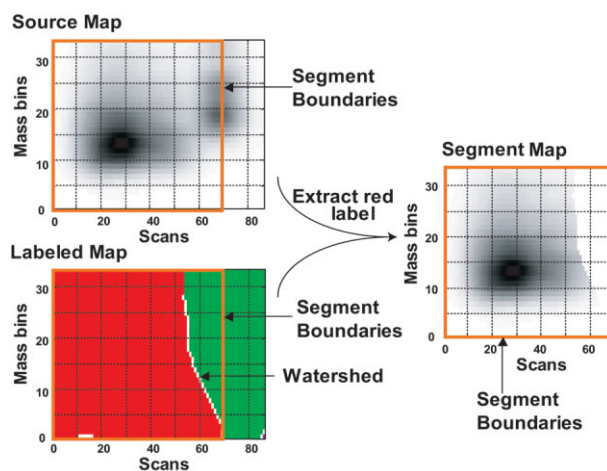 Source Map
Mass bins
30
20
10
0
0 20 40 60 80
Scans
Segment
Boundaries
Labeled Map
Mass bins
30
20
10
0
0 20 40 60 80
Scans
Segment
Boundaries
Watershed
Extract red
label
Segment Map
Mass bins
30
20
10
0
0 20 40 60
Scans
Segment
Boundaries